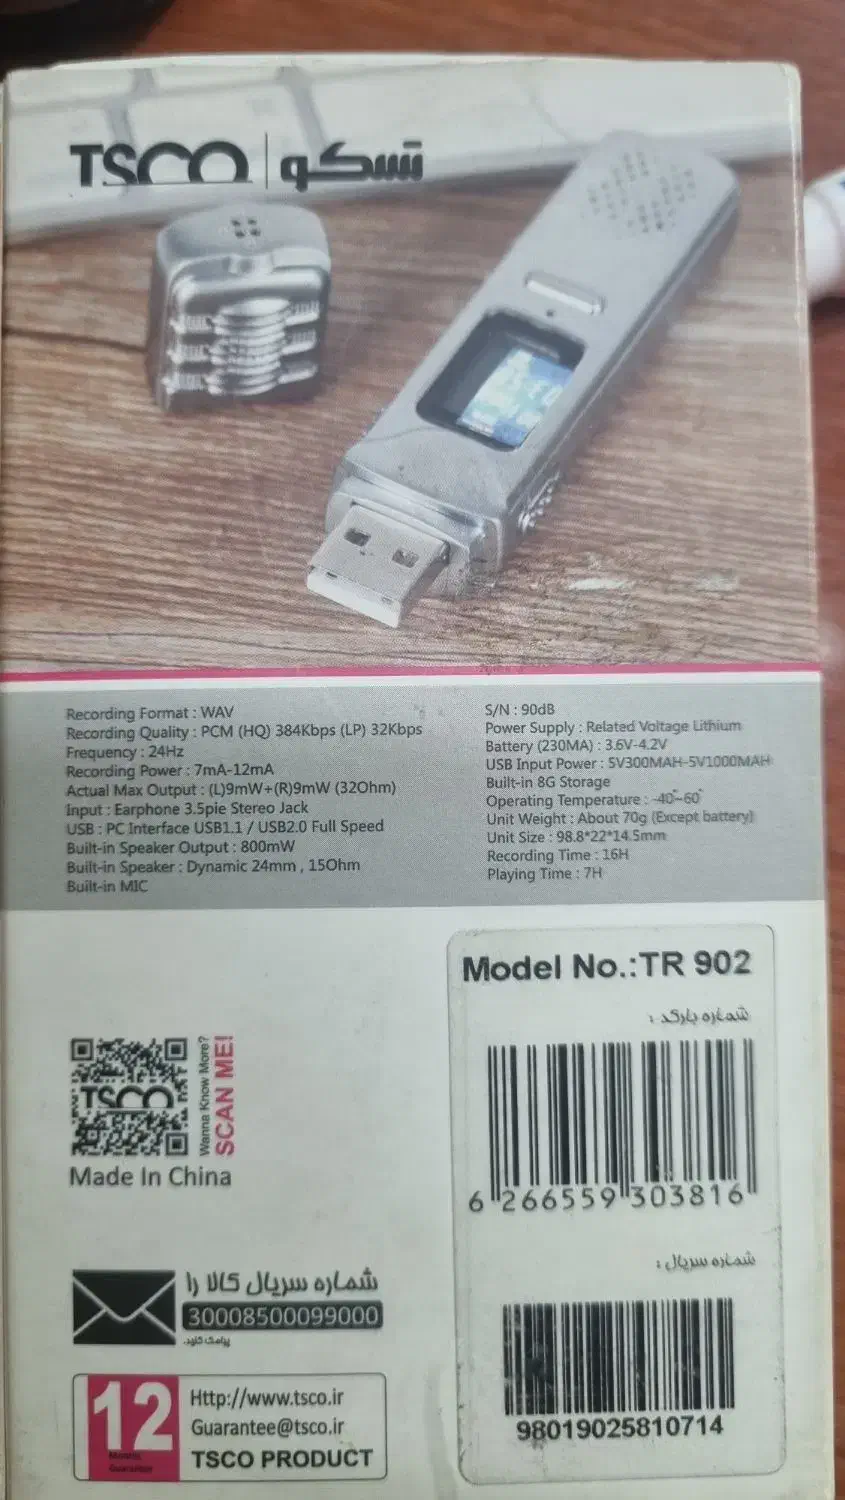 TSCO | تسکو
Recording Format : WAV
Recording Quality : PCM (HQ) 384Kbps (LP) 32Kbps
Frequency : 24Hz
Recording Power : 7mA-12mA
Actual Max Output : (L)9mW+(R)9mW (32Ohm)
Input : Earphone 3.5pie Stereo Jack
USB : PC Interface USB1.1 / USB2.0 Full Speed
Built-in Speaker Output : 800mW
Built-in Speaker : Dynamic 24mm , 15Ohm
Built-in MIC
S/N : 90dB
Power Supply : Related Voltage Lithium
Battery (230MA) : 3.6V-4.2V
USB Input Power : 5V300MAH-5V1000MAH
Built-in 8G Storage
Operating Temperature : -40°~60°
Unit Weight : About 70g (Except battery)
Unit Size : 98.8*22*14.5mm
Recording Time : 16H
Playing Time : 7H
Model No.:TR 902
شماره بارکد :
6 266559 303816
شماره سریال :
98019025810714
TSCO
Wanna Know More?
SCAN ME!
Made In China
شماره سریال کالا را
30008500099000
پیامک کنید.
12
Months
Guarantee
Http://www.tsco.ir
Guarantee@tsco.ir
TSCO PRODUCT